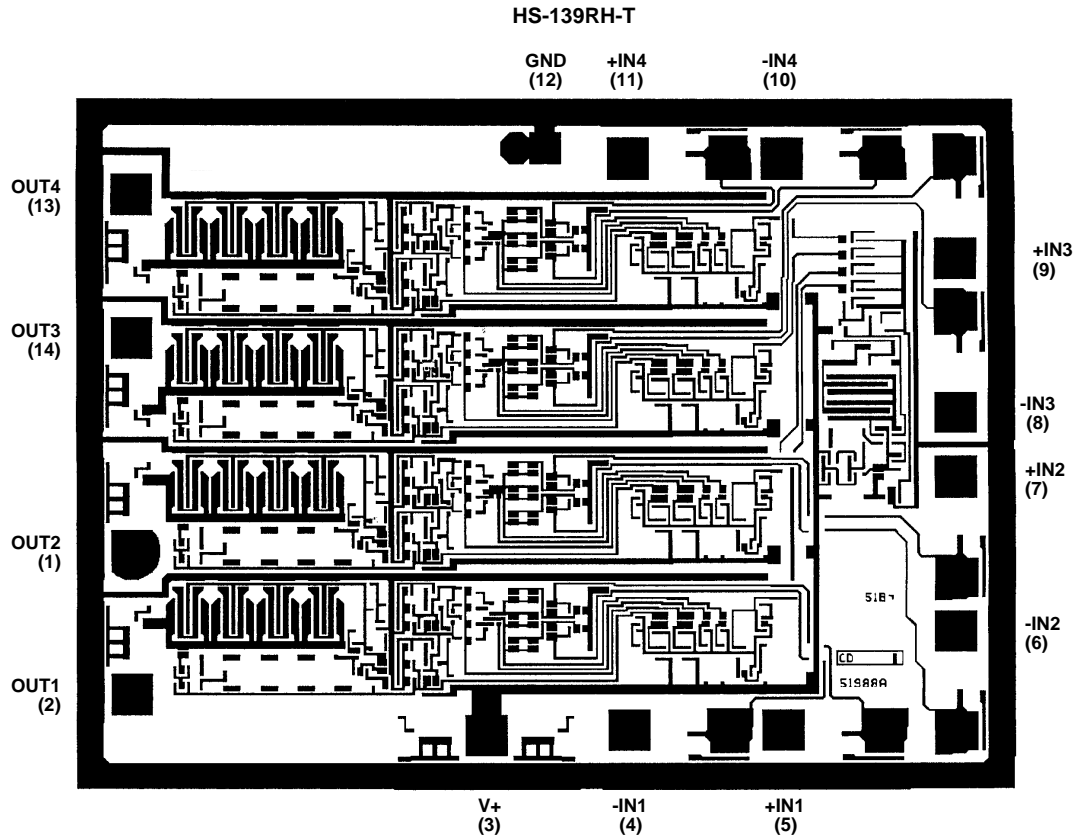 HS-139RH-T
GND
(12)
+IN4
(11)
-IN4
(10)
OUT4
(13)
+IN3
(9)
OUT3
(14)
-IN3
(8)
+IN2
(7)
OUT2
(1)
-IN2
(6)
CD
51988A
OUT1
(2)
V+
(3)
-IN1
(4)
+IN1
(5)